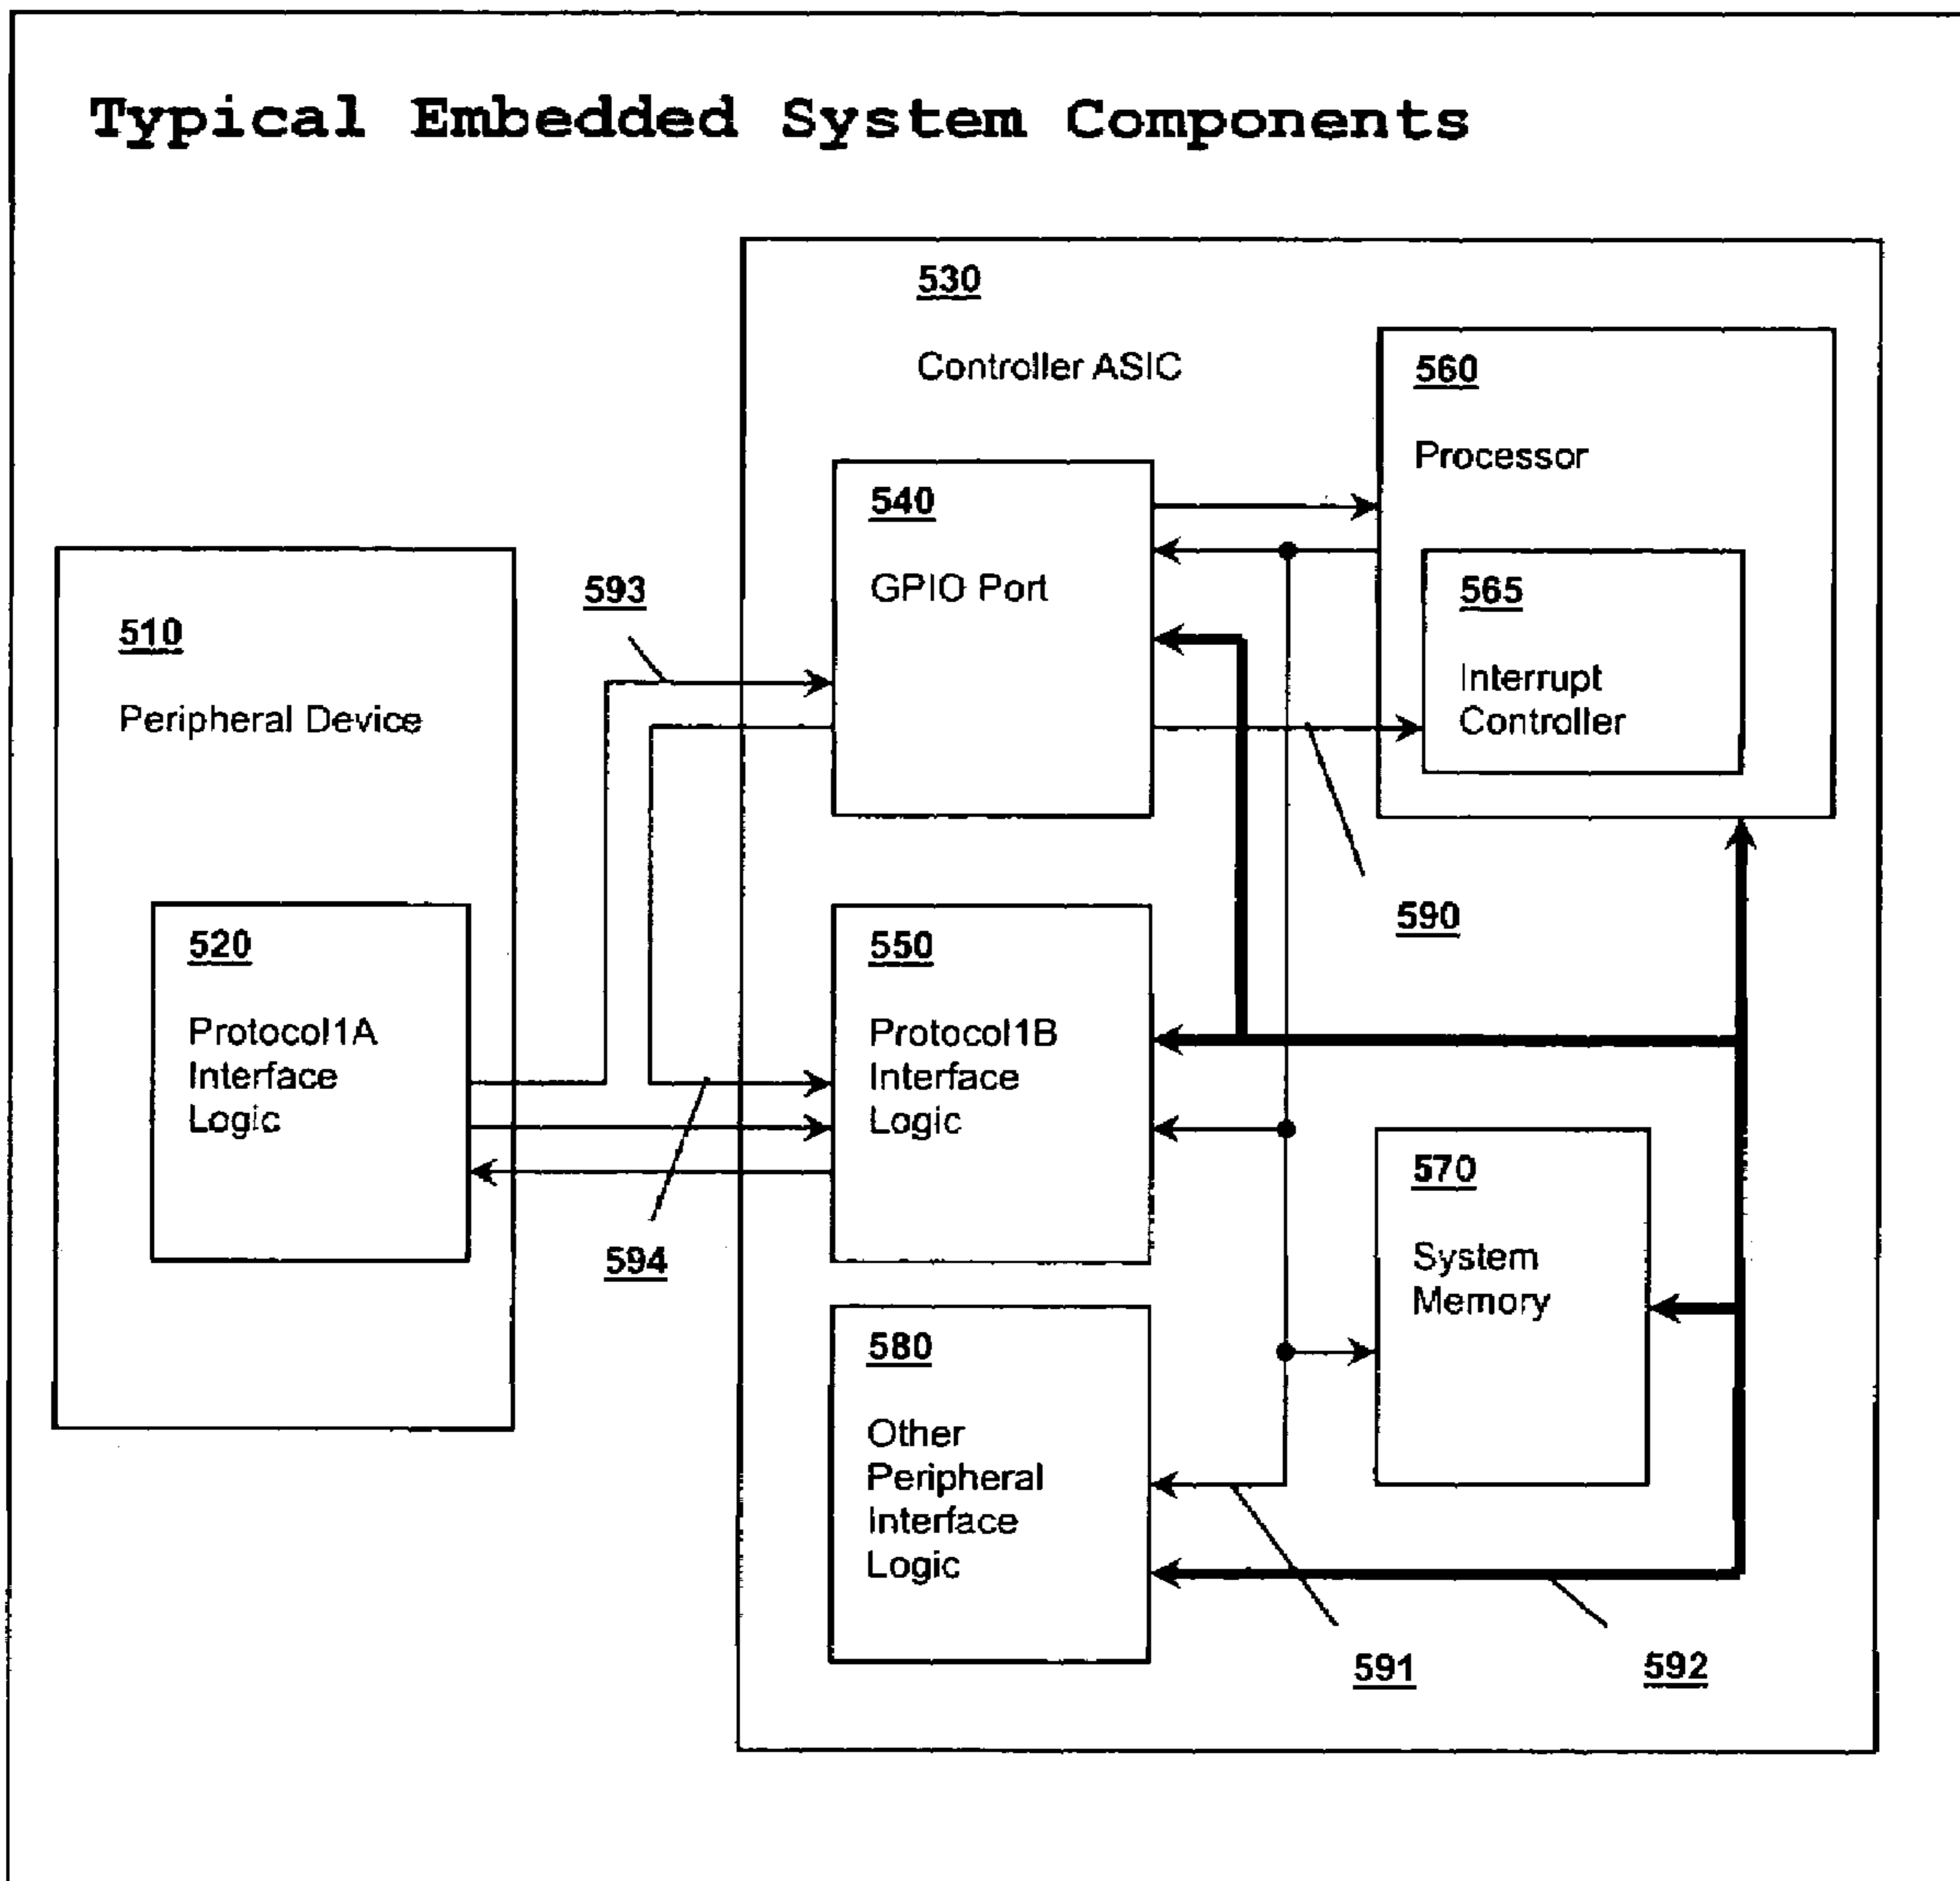 Typical Embedded System Components
530
Controller ASIC
560
Processor
540
GPIO Port
565
Interrupt
Controller
593
510
Peripheral Device
590
520
Protocol1A
Interface
Logic
550
Protocol1B
Interface
Logic
570
System
Memory
594
580
Other
Peripheral
Interface
Logic
591
592